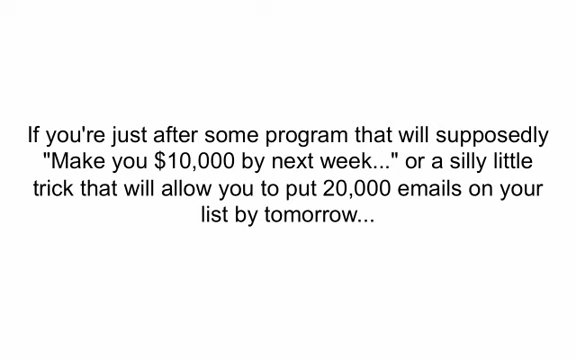 If you're just after some program that will supposedly
"Make you $10,000 by next week..." or a silly little
trick that will allow you to put 20,000 emails on your
list by tomorrow...